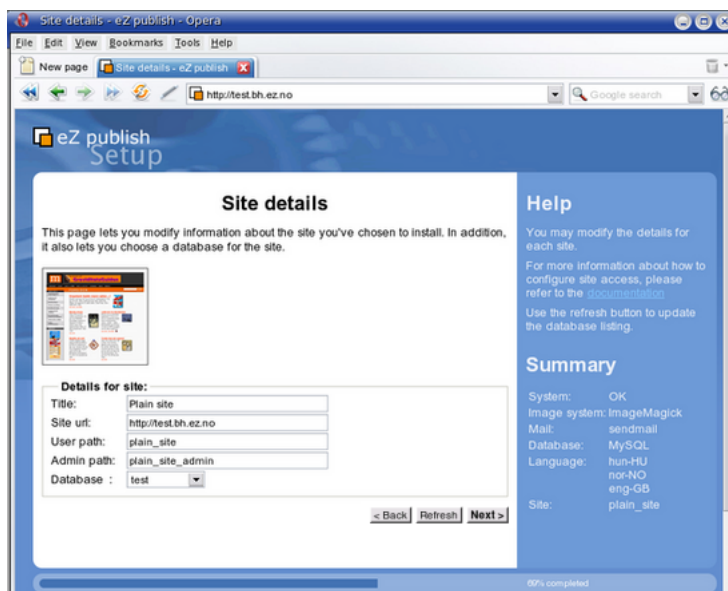 Site details - eZ publish - Opera
File Edit View Bookmarks Tools Help
New page Site details - eZ publish
http://test.bh.ez.no Google search
eZ publish
Setup
Site details
This page lets you modify information about the site you've chosen to install. In addition,
it also lets you choose a database for the site.
Details for site:
Title: Plain site
Site url: http://test.bh.ez.no
User path: plain_site
Admin path: plain_site_admin
Database : test
< Back Refresh Next >
Help
You may modify the details for
each site.
For more information about how to
configure site access, please
refer to the documentation
Use the refresh button to update
the database listing.
Summary
System: OK
Image system: ImageMagick
Mail: sendmail
Database: MySQL
Language: hun-HU
nor-NO
eng-GB
Site: plain_site
69% completed